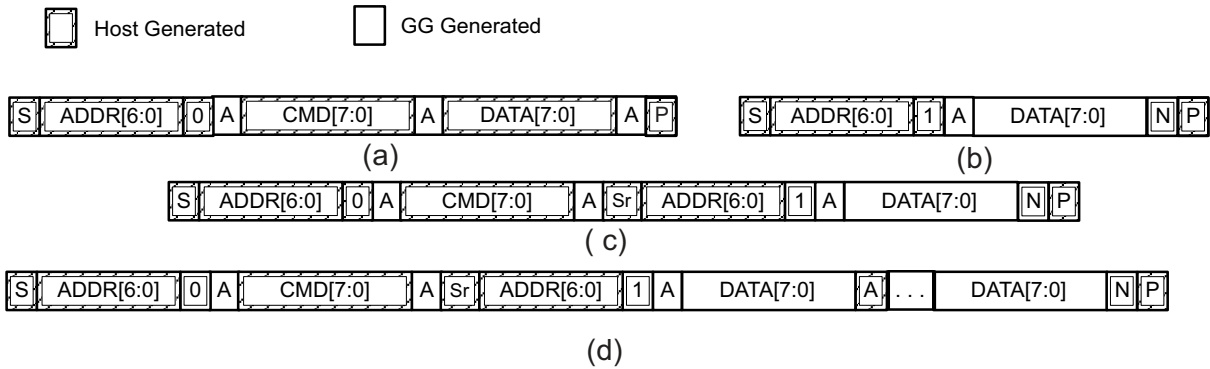 Host Generated GG Generated
S ADDR[6:0] 0 A CMD[7:0] A DATA[7:0] A P S ADDR[6:0] 1 A DATA[7:0] N P
(a) (b)
S ADDR[6:0] 0 A CMD[7:0] A Sr ADDR[6:0] 1 A DATA[7:0] N P
( c)
S ADDR[6:0] 0 A CMD[7:0] A Sr ADDR[6:0] 1 A DATA[7:0] A . . . DATA[7:0] N P
(d)